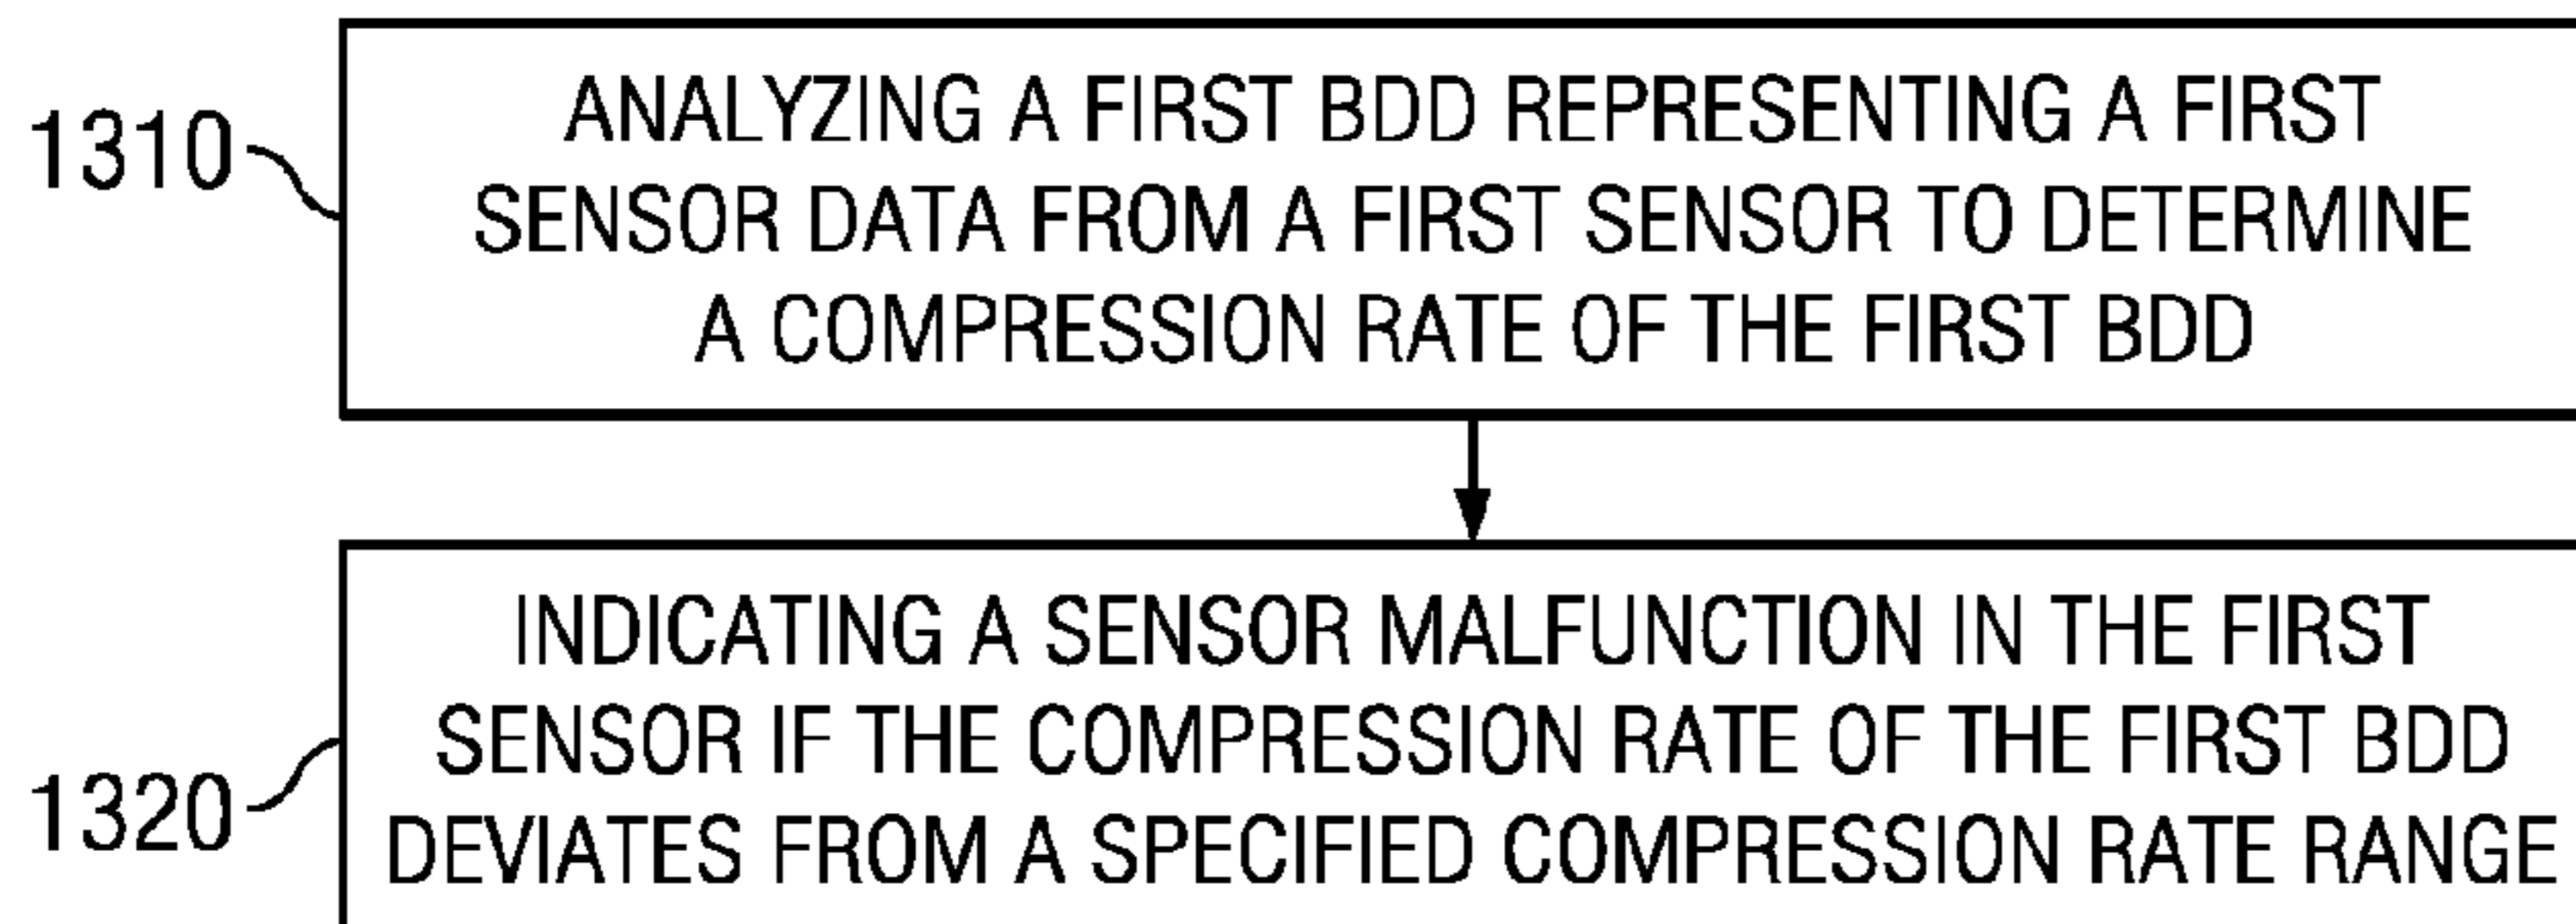 1310
ANALYZING A FIRST BDD REPRESENTING A FIRST
SENSOR DATA FROM A FIRST SENSOR TO DETERMINE
A COMPRESSION RATE OF THE FIRST BDD
1320
INDICATING A SENSOR MALFUNCTION IN THE FIRST
SENSOR IF THE COMPRESSION RATE OF THE FIRST BDD
DEVIATES FROM A SPECIFIED COMPRESSION RATE RANGE